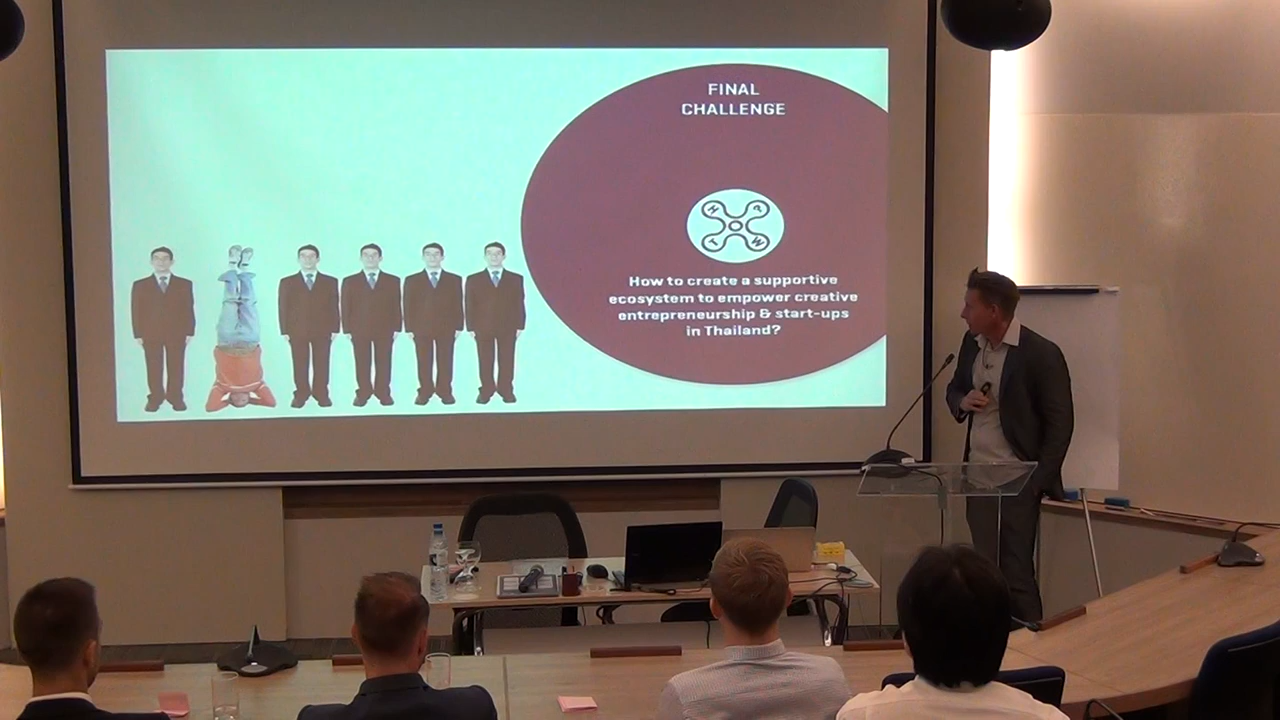 FINAL
CHALLENGE
How to create a supportive
ecosystem to empower creative
entrepreneurship & start-ups
in Thailand?